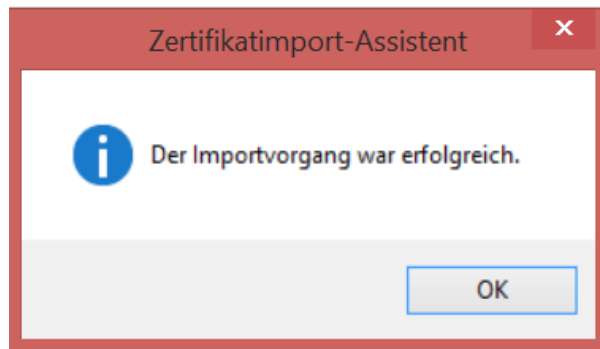 Zertifikatimport-Assistent
Der Importvorgang war erfolgreich.
OK